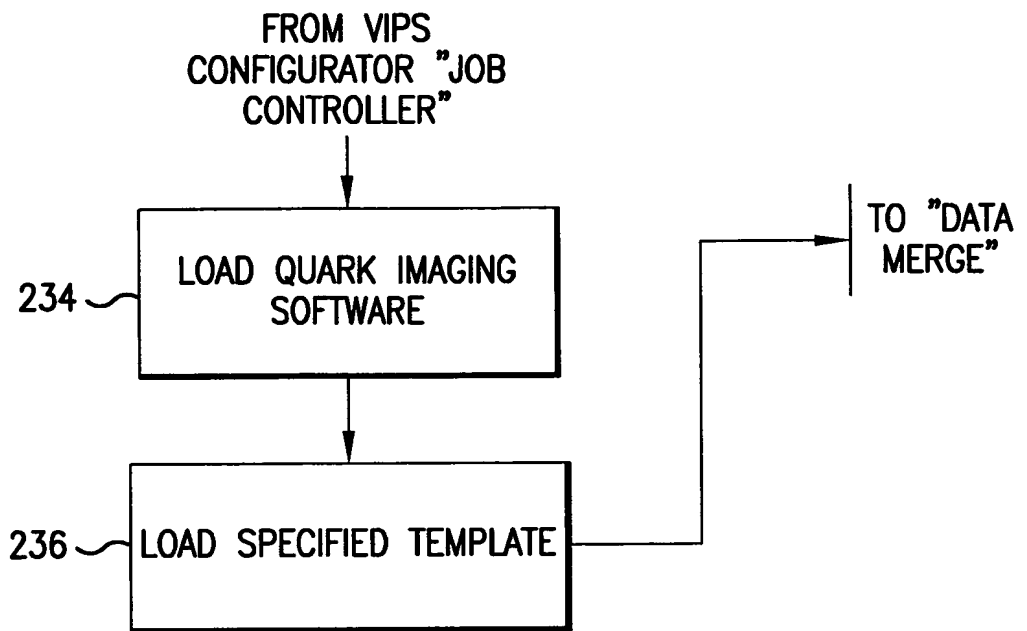 FROM VIPS
CONFIGURATOR "JOB
CONTROLLER"
234
LOAD QUARK IMAGING
SOFTWARE
TO "DATA
MERGE"
236
LOAD SPECIFIED TEMPLATE